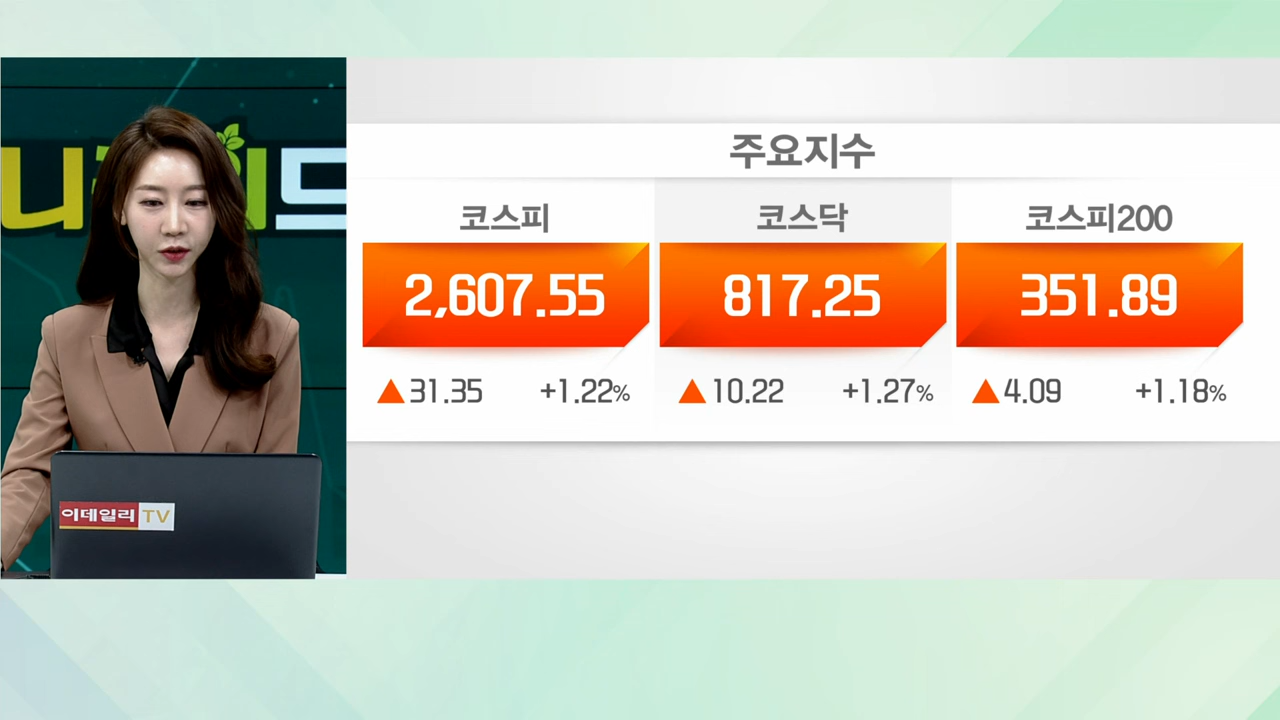 주요지수
코스피 코스닥 코스피200
2,607.55 817.25 351.89
▲31.35 +1.22% ▲10.22 +1.27% ▲4.09 +1.18%
이데일리 TV